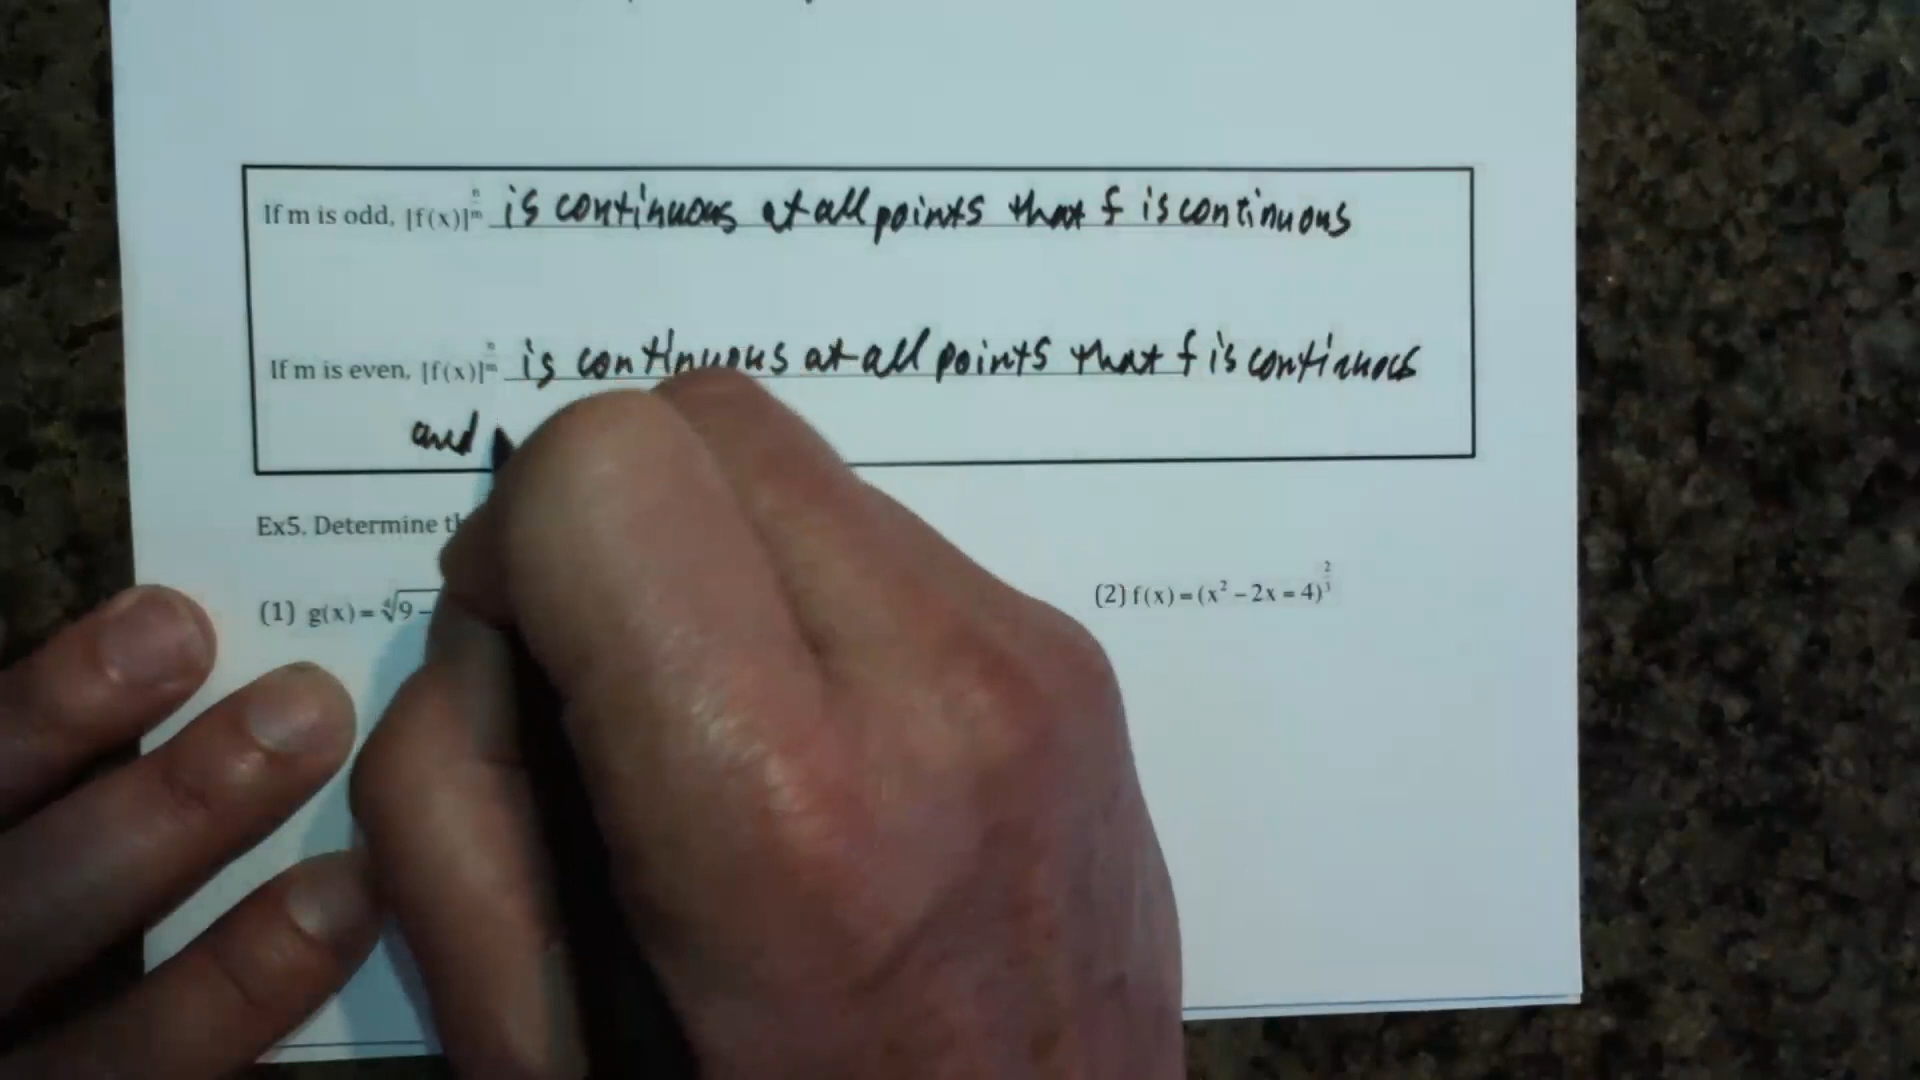 If m is odd, [f(x)]^(n/m) is continuous at all points that f is continuous
If m is even, [f(x)]^(n/m) is continuous at all points that f is continuous
and
Ex5. Determine
(1) g(x) = ∜9 –
(2) f(x) = (x² – 2x = 4)^(2/3)